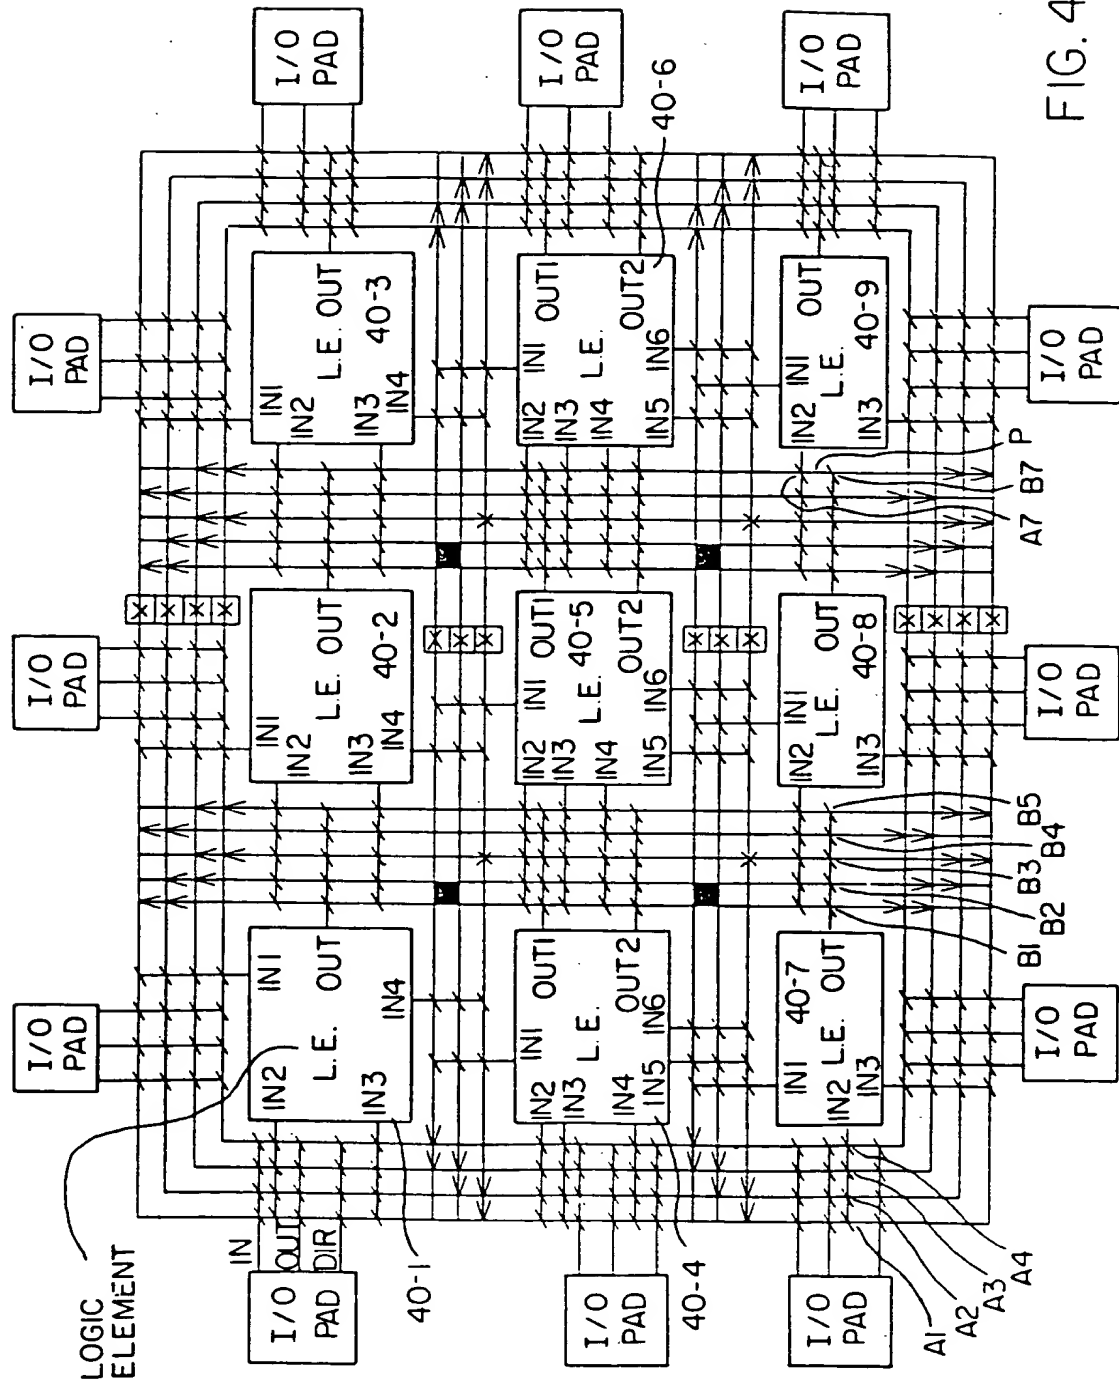 LOGIC
ELEMENT
I/O
PAD
I/O
PAD
I/O
PAD
I/O
PAD
IN
OUT
DIR
IN2
IN1
L.E.
OUT
IN3
IN4
40-1
IN1
IN2
L.E. OUT
IN3
40-2
IN4
IN1
IN2
L.E. OUT
IN3
40-3
IN4
I/O
PAD
I/O
PAD
40-4
IN1
OUT1
IN2
IN3
L.E.
IN4
OUT2
IN5
IN6
IN1
OUT1
IN2
IN3
L.E.
40-5
IN4
OUT2
IN5
IN6
IN1
OUT1
IN2
IN3
L.E.
IN4
OUT2
IN5
IN6
I/O
PAD
40-6
I/O
PAD
40-7
IN1
IN2
L.E. OUT
IN3
IN1
IN2
L.E.
OUT
IN3
40-8
IN1
IN2
L.E.
OUT
IN3
40-9
I/O
PAD
P
B7
A7
A1
A2
A3
A4
B1
B2
B3
B4
B5
I/O
PAD
I/O
PAD
I/O
PAD
FIG. 4